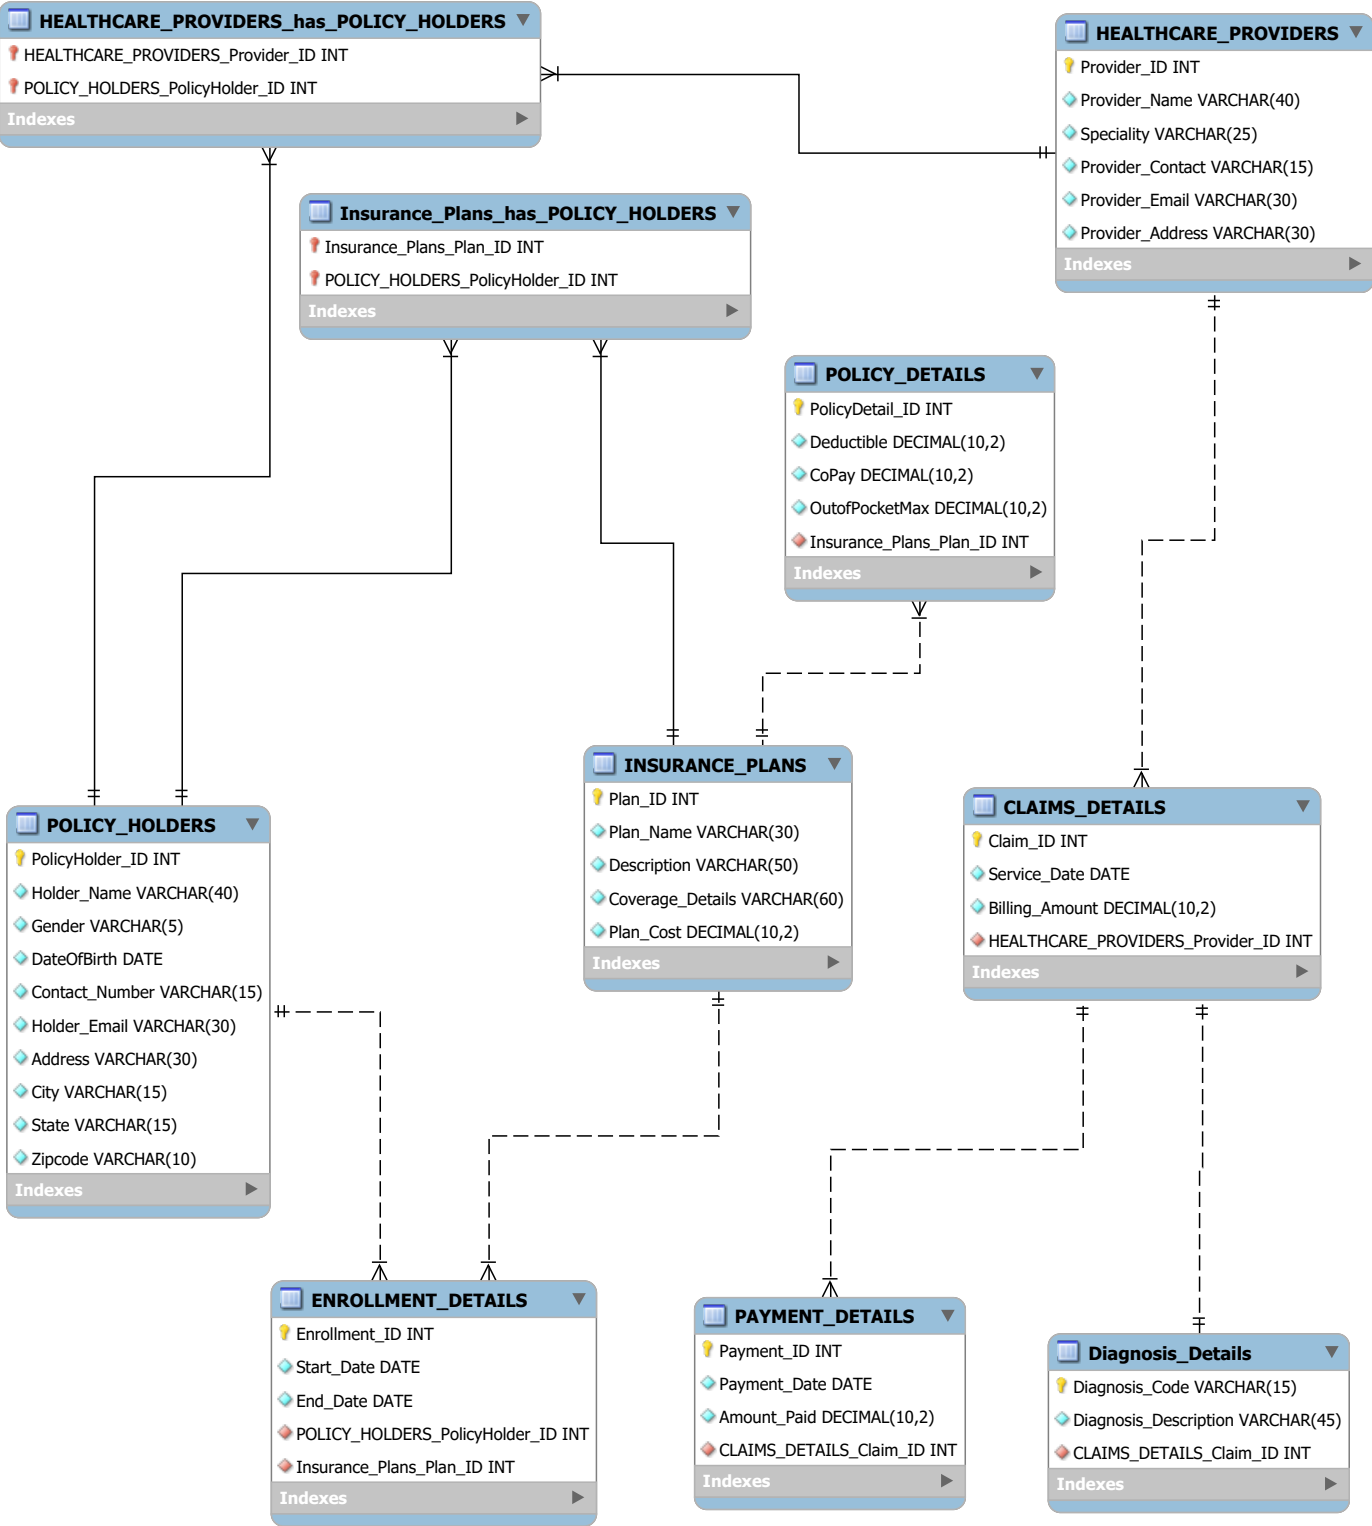 HEALTHCARE_PROVIDERS_has_POLICY_HOLDERS
HEALTHCARE_PROVIDERS_Provider_ID INT
POLICY_HOLDERS_PolicyHolder_ID INT
Indexes
HEALTHCARE_PROVIDERS
Provider_ID INT
Provider_Name VARCHAR(40)
Speciality VARCHAR(25)
Provider_Contact VARCHAR(15)
Provider_Email VARCHAR(30)
Provider_Address VARCHAR(30)
Indexes
Insurance_Plans_has_POLICY_HOLDERS
Insurance_Plans_Plan_ID INT
POLICY_HOLDERS_PolicyHolder_ID INT
Indexes
POLICY_DETAILS
PolicyDetail_ID INT
Deductible DECIMAL(10,2)
CoPay DECIMAL(10,2)
OutofPocketMax DECIMAL(10,2)
Insurance_Plans_Plan_ID INT
Indexes
INSURANCE_PLANS
Plan_ID INT
Plan_Name VARCHAR(30)
Description VARCHAR(50)
Coverage_Details VARCHAR(60)
Plan_Cost DECIMAL(10,2)
Indexes
CLAIMS_DETAILS
Claim_ID INT
Service_Date DATE
Billing_Amount DECIMAL(10,2)
HEALTHCARE_PROVIDERS_Provider_ID INT
Indexes
POLICY_HOLDERS
PolicyHolder_ID INT
Holder_Name VARCHAR(40)
Gender VARCHAR(5)
DateOfBirth DATE
Contact_Number VARCHAR(15)
Holder_Email VARCHAR(30)
Address VARCHAR(30)
City VARCHAR(15)
State VARCHAR(15)
Zipcode VARCHAR(10)
Indexes
ENROLLMENT_DETAILS
Enrollment_ID INT
Start_Date DATE
End_Date DATE
POLICY_HOLDERS_PolicyHolder_ID INT
Insurance_Plans_Plan_ID INT
Indexes
PAYMENT_DETAILS
Payment_ID INT
Payment_Date DATE
Amount_Paid DECIMAL(10,2)
CLAIMS_DETAILS_Claim_ID INT
Indexes
Diagnosis_Details
Diagnosis_Code VARCHAR(15)
Diagnosis_Description VARCHAR(45)
CLAIMS_DETAILS_Claim_ID INT
Indexes